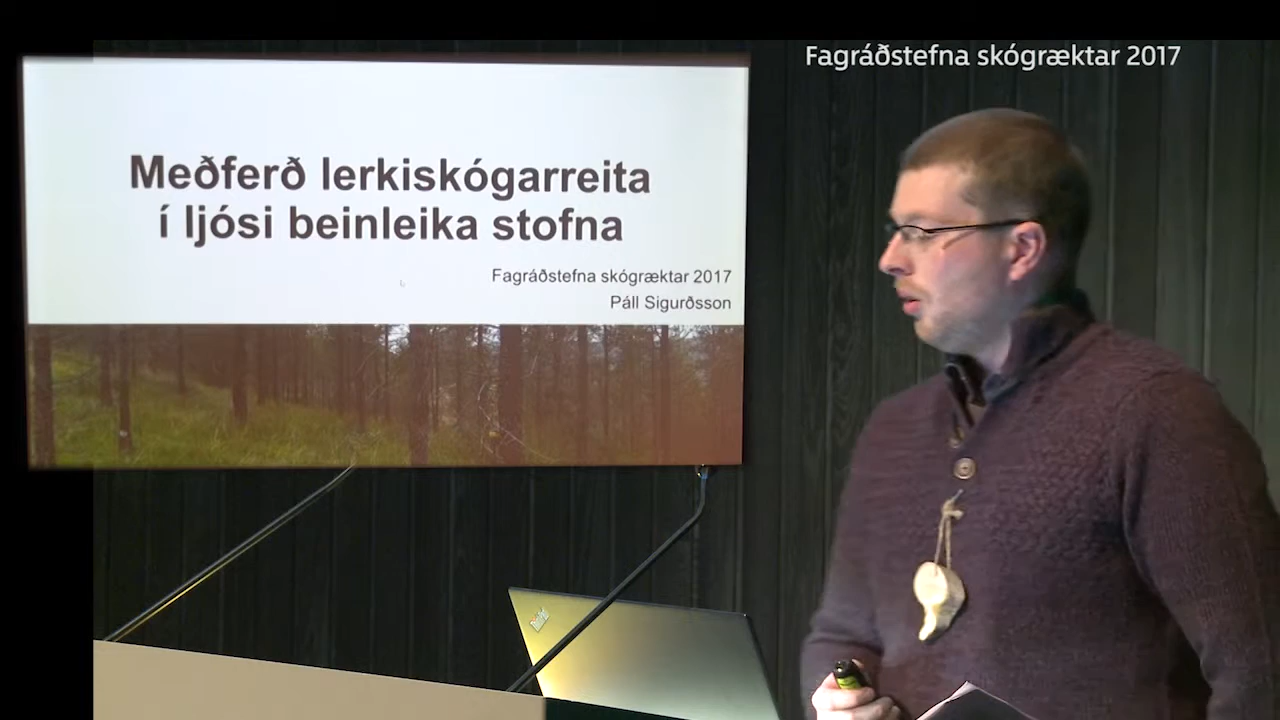 Fagráðstefna skógræktar 2017
Meðferð lerkiskógarreita
í ljósi beinleika stofna
Fagráðstefna skógræktar 2017
Páll Sigurðsson